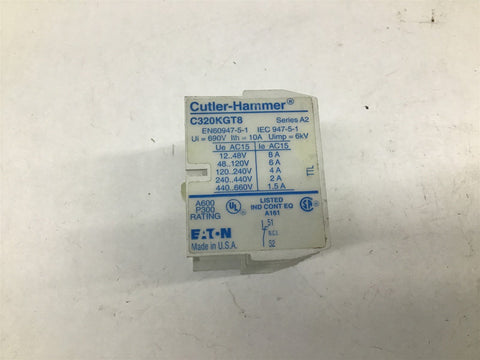 Cutler-Hammer®
C320KGT8 Series A2
EN60947-5-1 IEC 947-5-1
Ui = 690V Ith = 10A Uimp = 6kV
Ue AC15 Ie AC15
12..48V 8 A
48..120V 6 A
120..240V 4 A
240..440V 2 A
440..660V 1.5 A
A600
P300
RATING
UL
LISTED
IND CONT EQ
A161
SA
EATON
Made in U.S.A.
51
N.C.I.
52